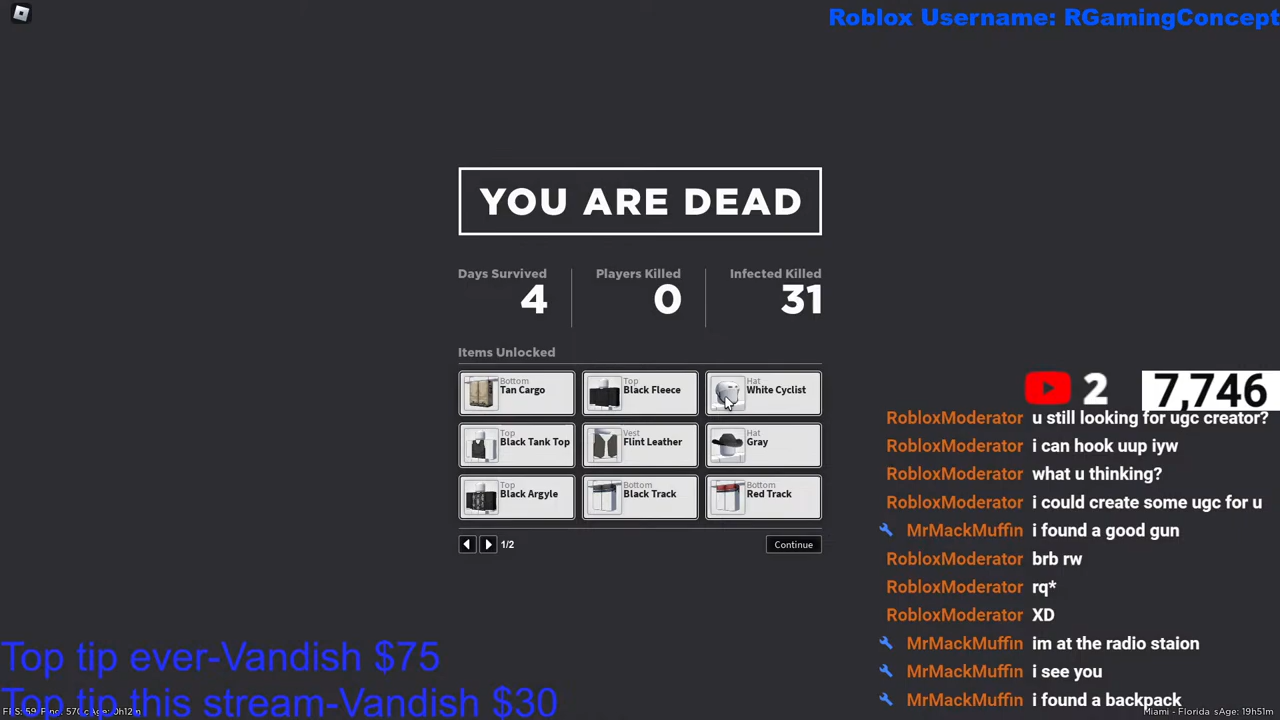 Roblox Username: RGamingConcept
YOU ARE DEAD
Days Survived
4
Players Killed
0
Infected Killed
31
Items Unlocked
Bottom
Tan Cargo
Top
Black Fleece
Hat
White Cyclist
Top
Black Tank Top
Vest
Flint Leather
Hat
Gray
Top
Black Argyle
Bottom
Black Track
Bottom
Red Track
1/2
Continue
2
7,746
RobloxModerator u still looking for ugc creator?
RobloxModerator i can hook uup iyw
RobloxModerator what u thinking?
RobloxModerator i could create some ugc for u
MrMackMuffin i found a good gun
RobloxModerator brb rw
RobloxModerator rq*
RobloxModerator XD
MrMackMuffin im at the radio staion
MrMackMuffin i see you
MrMackMuffin i found a backpack
Top tip ever-Vandish $75
Top tip this stream-Vandish $30
Miami - Florida sAge: 19h51m